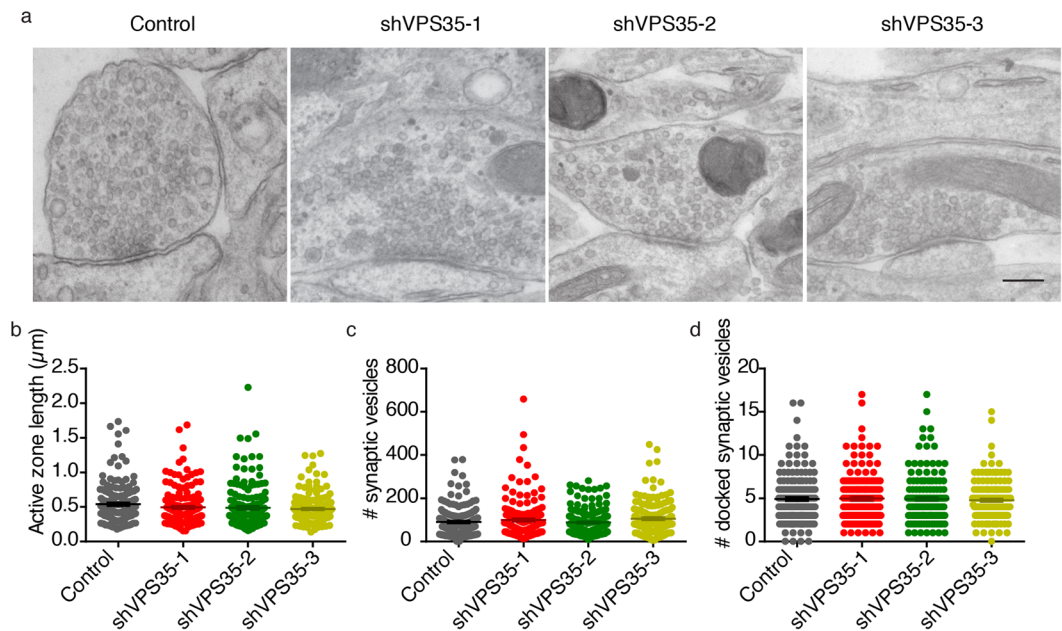 a
Control
shVPS35-1
shVPS35-2
shVPS35-3
b
Active zone length (µm)
2.5
2.0
1.5
1.0
0.5
0.0
Control
shVPS35-1
shVPS35-2
shVPS35-3
c
# synaptic vesicles
800
600
400
200
0
Control
shVPS35-1
shVPS35-2
shVPS35-3
d
# docked synaptic vesicles
20
15
10
5
0
Control
shVPS35-1
shVPS35-2
shVPS35-3